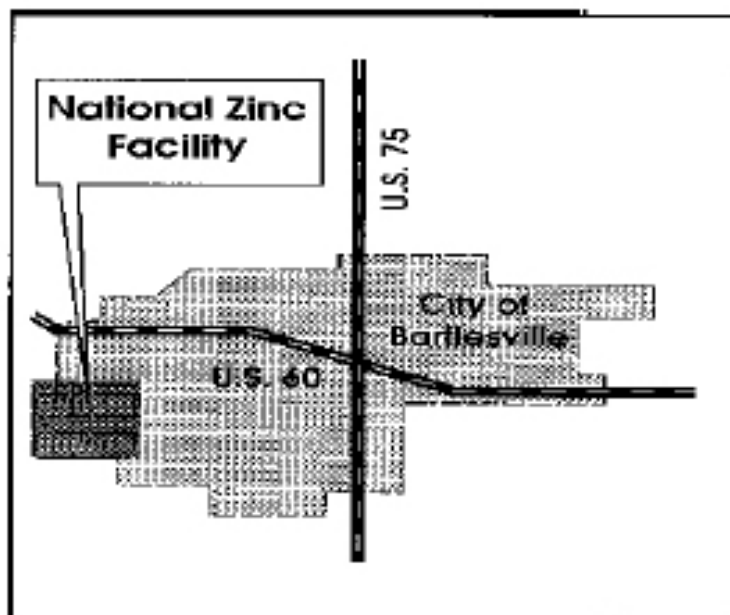 National Zinc
Facility
U.S. 75
City of
Bartlesville
U.S. 60